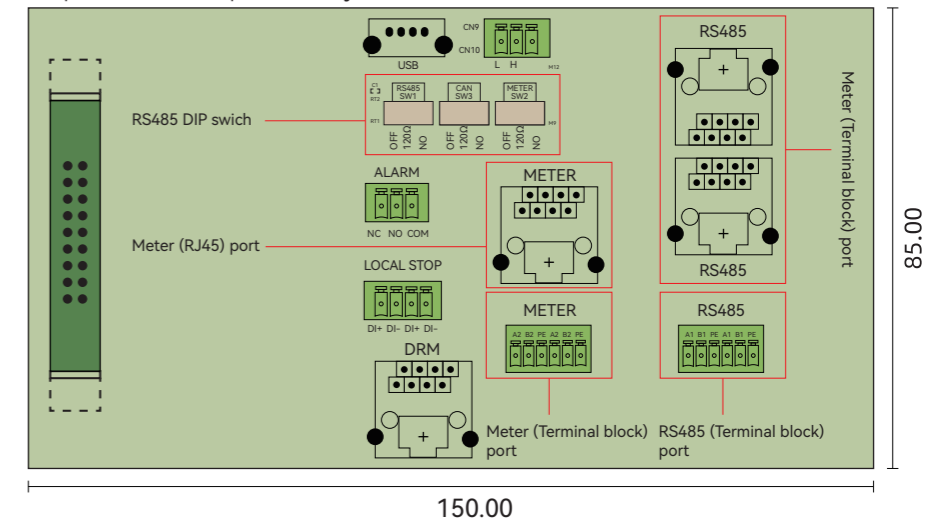 USB
CN9
CN10
L H
M12
RS485
C1
RT2
RT1
RS485
SW1
CAN
SW3
METER
SW2
M9
OFF
120Ω
NO
OFF
120Ω
NO
OFF
120Ω
NO
RS485 DIP swich
ALARM
NC NO COM
METER
Meter (RJ45) port
LOCAL STOP
DI+ DI- DI+ DI-
RS485
Meter (Terminal block) port
85.00
METER
A2 B2 PE A2 B2 PE
RS485
A1 B1 PE A1 B1 PE
DRM
Meter (Terminal block)
port
RS485 (Terminal block)
port
150.00